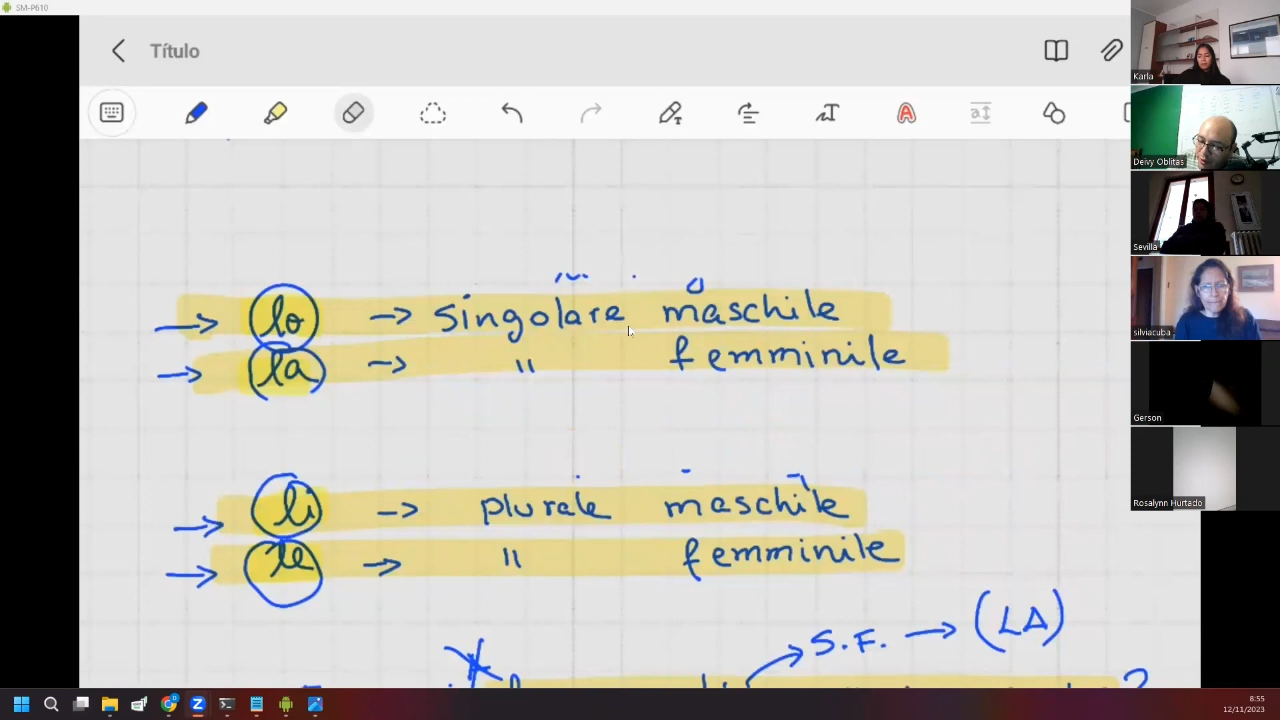 SM-P610
Título
Karla
Deivy Oblitas
Sevilla
silviacuba
Gerson
Rosalynn Hurtado
→ lo → singolare maschile
→ la → " femminile
→ li → plurale maschile
→ le → " femminile
→ S.F. → (LA)
8:55
12/11/2023